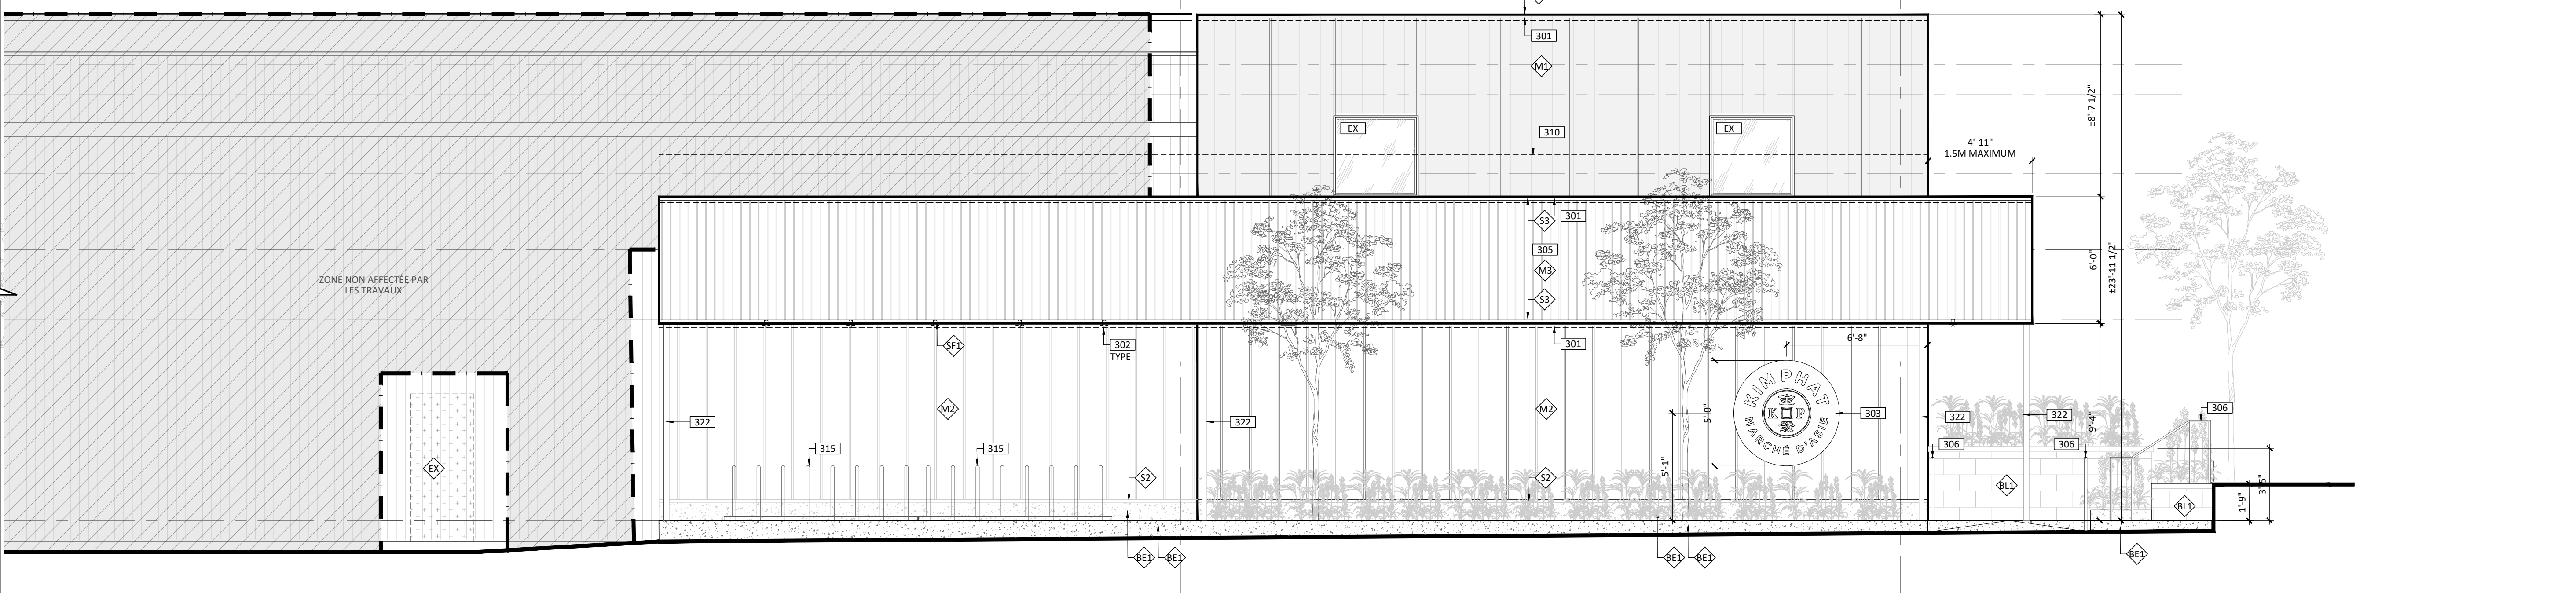 301
M1
±8'-7 1/2"
EX
EX
310
4'-11"
1.5M MAXIMUM
S3
301
305
M3
S3
6'-0"
±23'-11 1/2"
ZONE NON AFFECTÉE PAR
LES TRAVAUX
SF1
302
TYPE
301
6'-8"
M2
M2
KIM PHAT
K P
MARCHÉ D'ASIE
303
5'-0"
322
322
322
322
306
9'-4"
315
315
306
306
EX
S2
S2
5'-1"
BL1
BL1
1'-9"
3'-5"
BE1
BE1
BE1
BE1
BE1